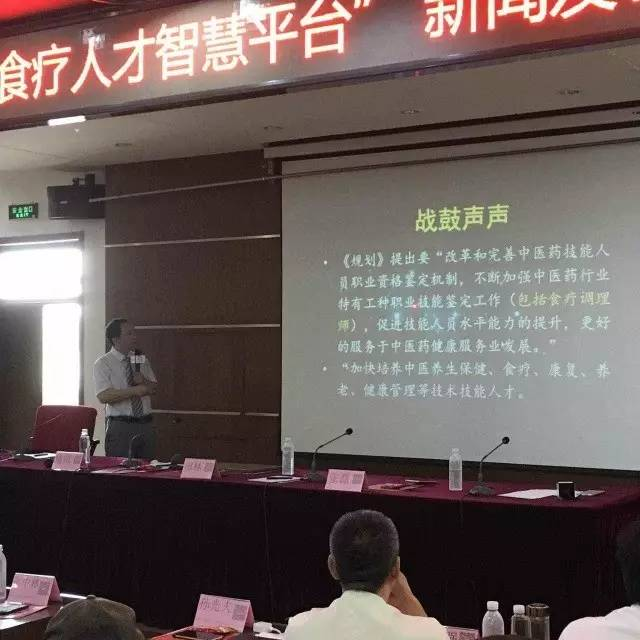 食疗人才智慧平台”新闻发
战鼓声声
• 《规划》提出要“改革和完善中医药技能人
员职业资格鉴定机制，不断加强中医药行业
特有工种职业技能鉴定工作（包括食疗调理
师），促进技能人员水平能力的提升，更好
的服务于中医药健康服务业发展。”
• “加快培养中医养生保健、食疗、康复、养
老、健康管理等技术技能人才。